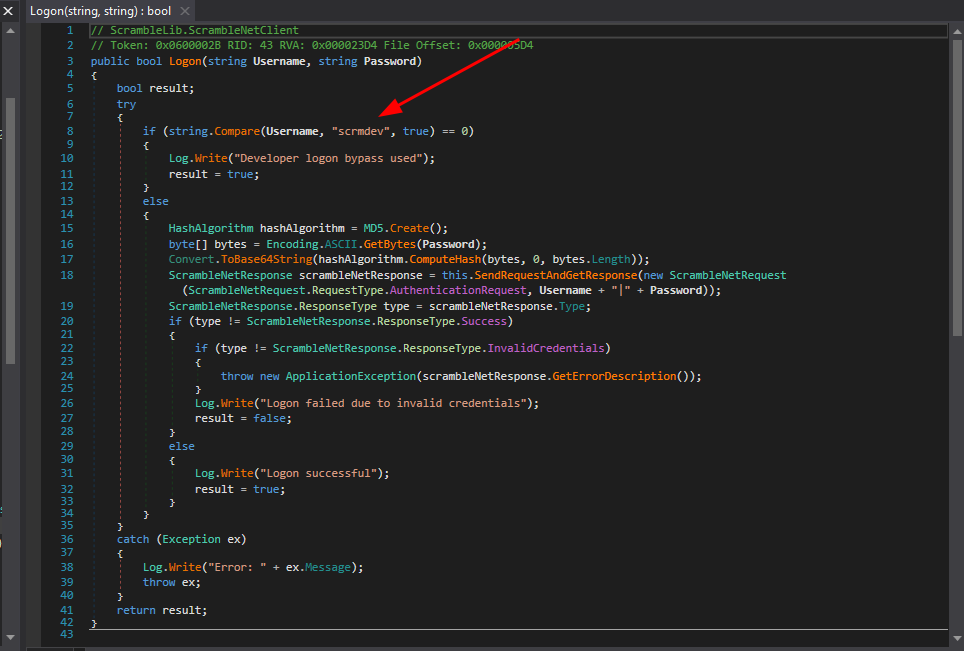 Logon(string, string) : bool ×
1 // ScrambleLib.ScrambleNetClient
2 // Token: 0x0600002B RID: 43 RVA: 0x000023D4 File Offset: 0x000005D4
3 public bool Logon(string Username, string Password)
4 {
5 bool result;
6 try
7 {
8 if (string.Compare(Username, "scrmdev", true) == 0)
9 {
10 Log.Write("Developer logon bypass used");
11 result = true;
12 }
13 else
14 {
15 HashAlgorithm hashAlgorithm = MD5.Create();
16 byte[] bytes = Encoding.ASCII.GetBytes(Password);
17 Convert.ToBase64String(hashAlgorithm.ComputeHash(bytes, 0, bytes.Length));
18 ScrambleNetResponse scrambleNetResponse = this.SendRequestAndGetResponse(new ScrambleNetRequest
(ScrambleNetRequest.RequestType.AuthenticationRequest, Username + "|" + Password));
19 ScrambleNetResponse.ResponseType type = scrambleNetResponse.Type;
20 if (type != ScrambleNetResponse.ResponseType.Success)
21 {
22 if (type != ScrambleNetResponse.ResponseType.InvalidCredentials)
23 {
24 throw new ApplicationException(scrambleNetResponse.GetErrorDescription());
25 }
26 Log.Write("Logon failed due to invalid credentials");
27 result = false;
28 }
29 else
30 {
31 Log.Write("Logon successful");
32 result = true;
33 }
34 }
35 }
36 catch (Exception ex)
37 {
38 Log.Write("Error: " + ex.Message);
39 throw ex;
40 }
41 return result;
42 }
43